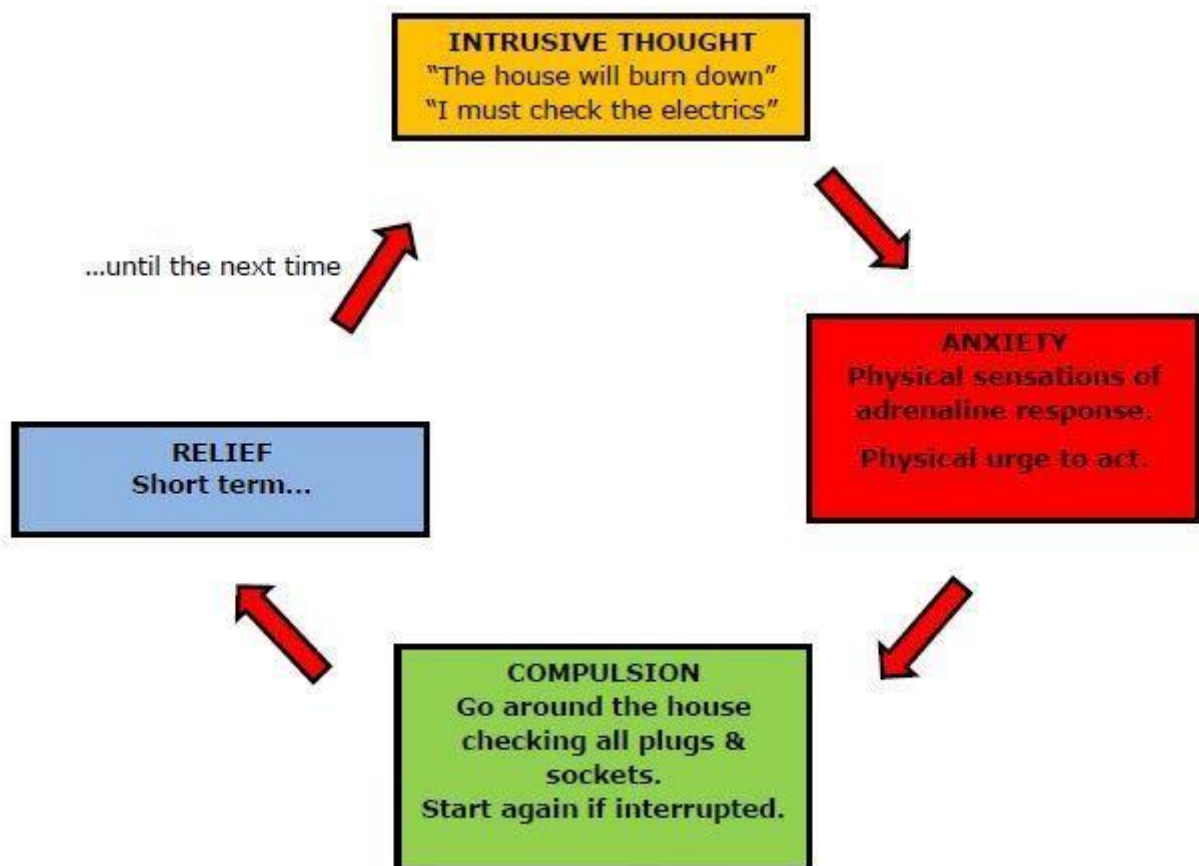 INTRUSIVE THOUGHT
“The house will burn down”
“I must check the electrics”
...until the next time
ANXIETY
Physical sensations of
adrenaline response.
Physical urge to act.
RELIEF
Short term...
COMPULSION
Go around the house
checking all plugs &
sockets.
Start again if interrupted.